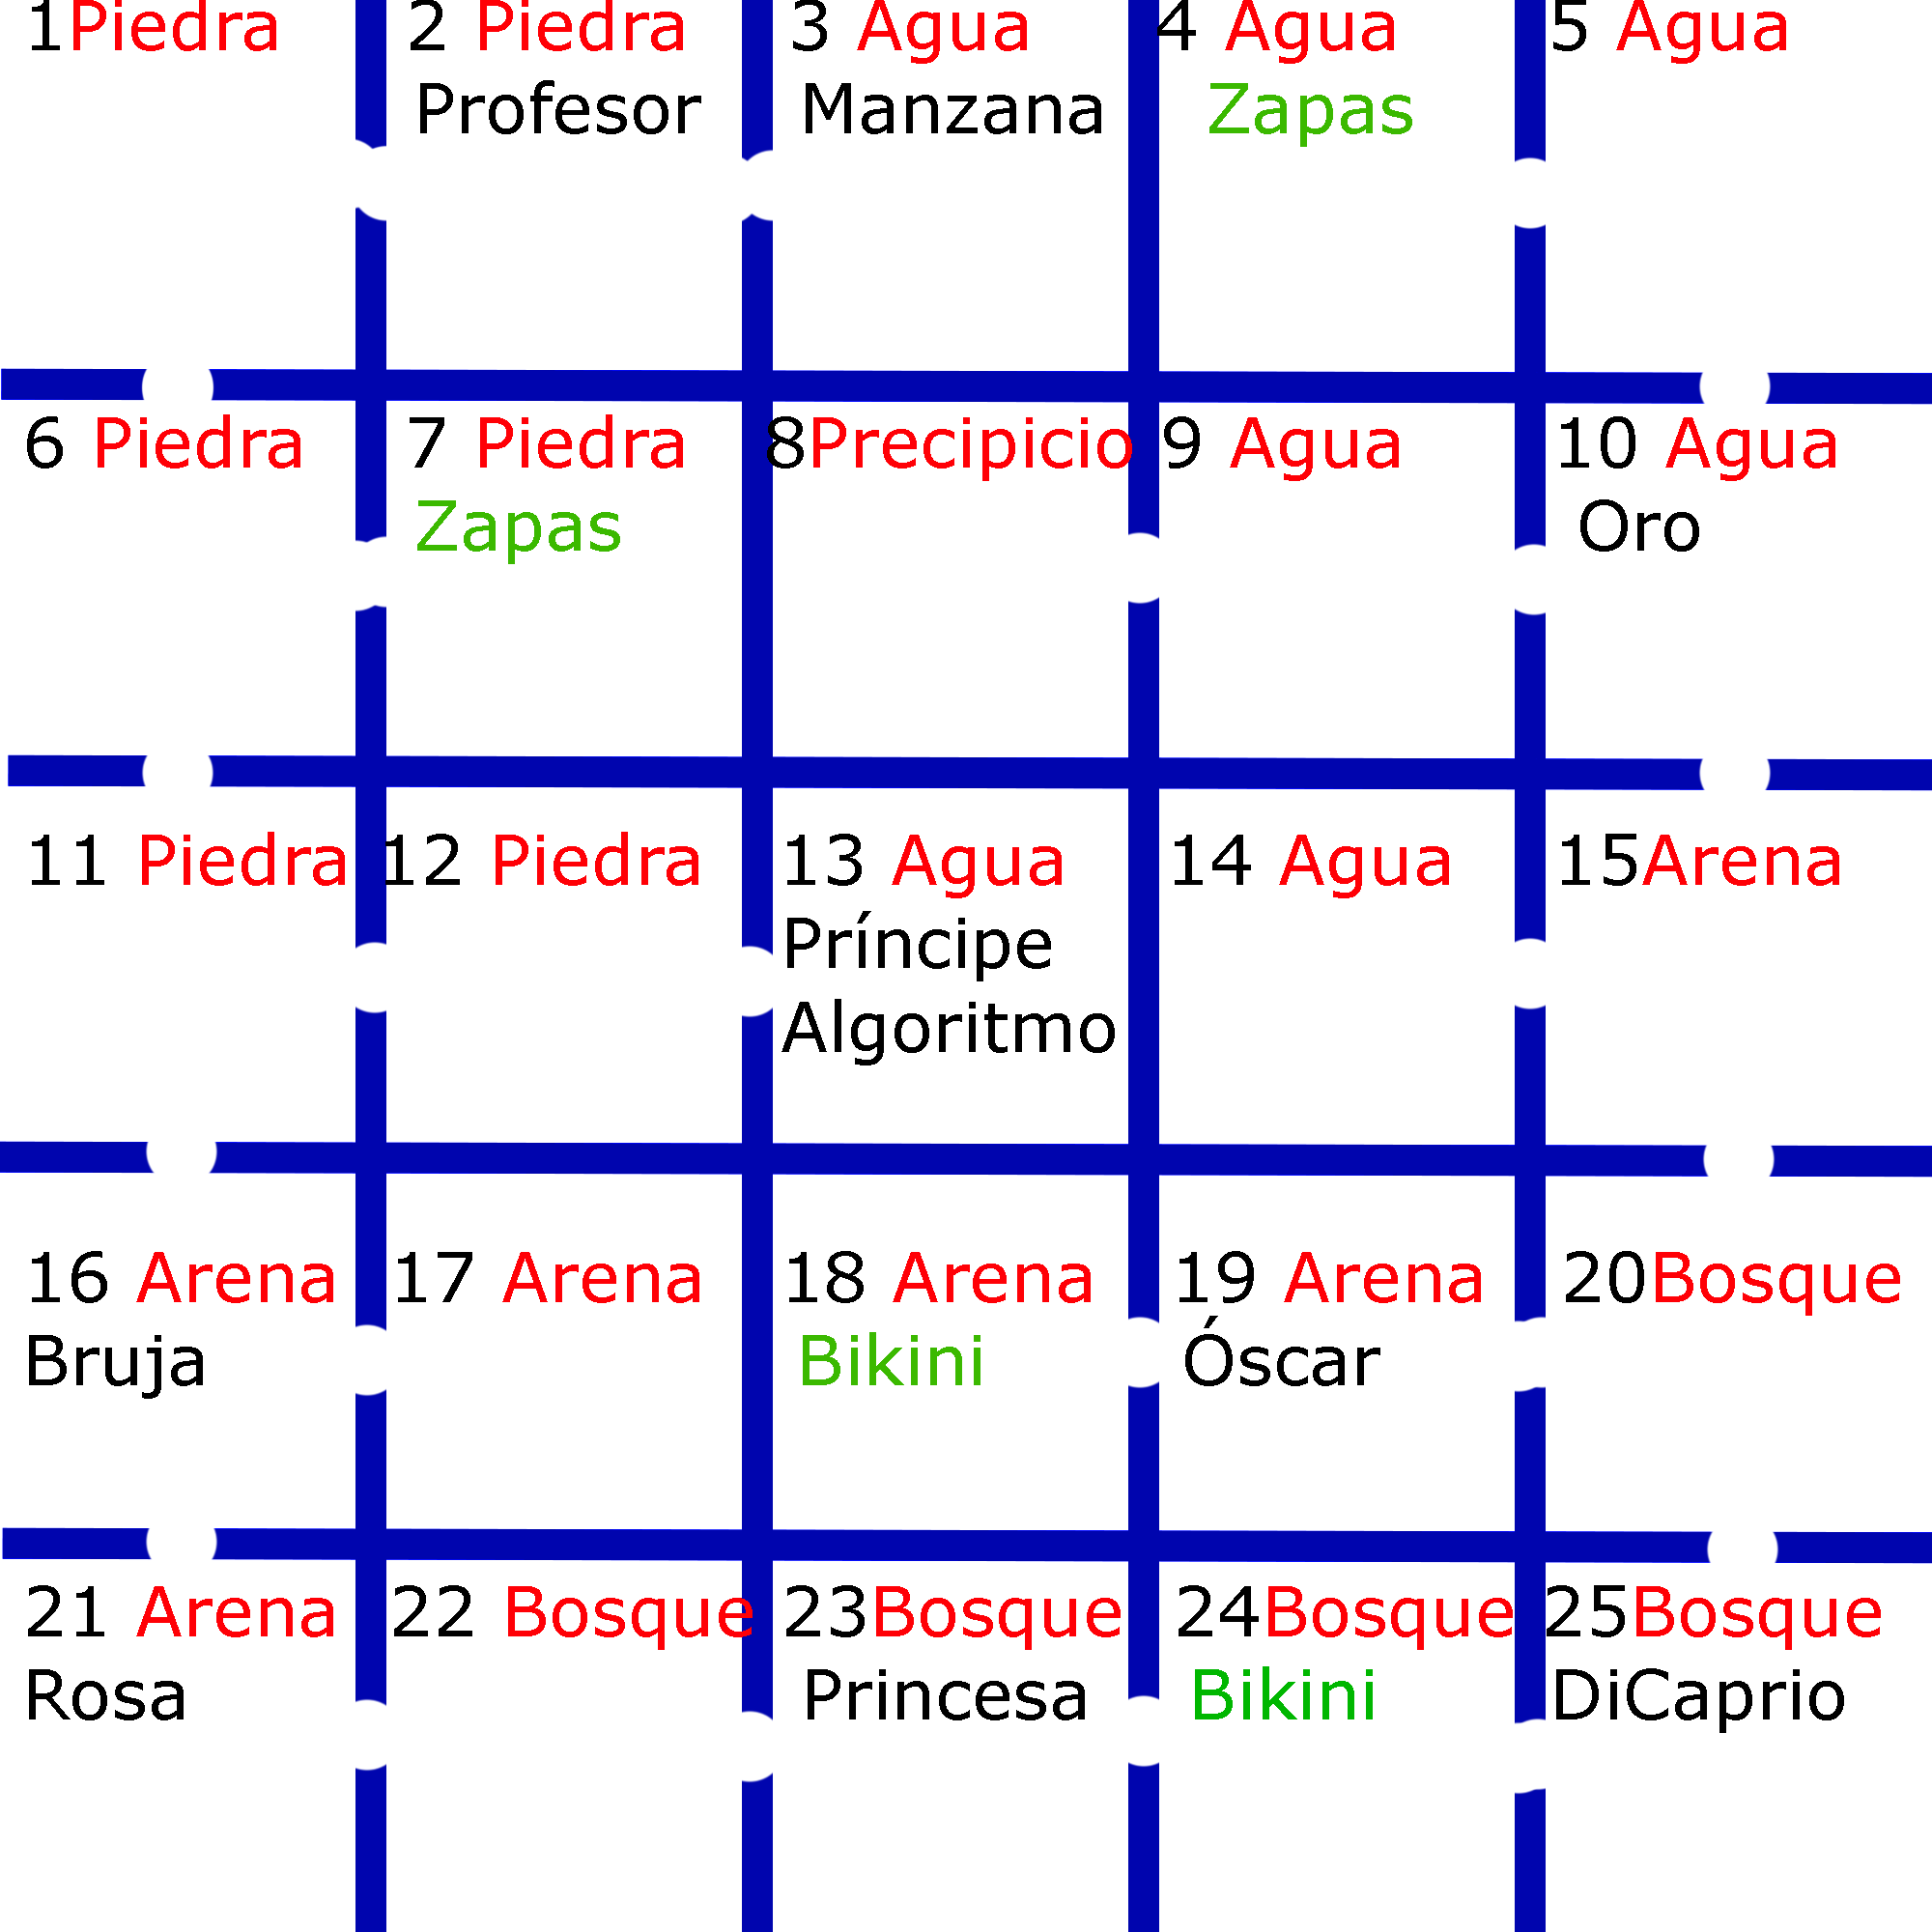 1Piedra
2 Piedra
Profesor
3 Agua
Manzana
4 Agua
Zapas
5 Agua
6 Piedra
7 Piedra
Zapas
8Precipicio
9 Agua
10 Agua
Oro
11 Piedra
12 Piedra
13 Agua
Príncipe
Algoritmo
14 Agua
15Arena
16 Arena
Bruja
17 Arena
18 Arena
Bikini
19 Arena
Óscar
20Bosque
21 Arena
Rosa
22 Bosque
23Bosque
Princesa
24Bosque
Bikini
25Bosque
DiCaprio